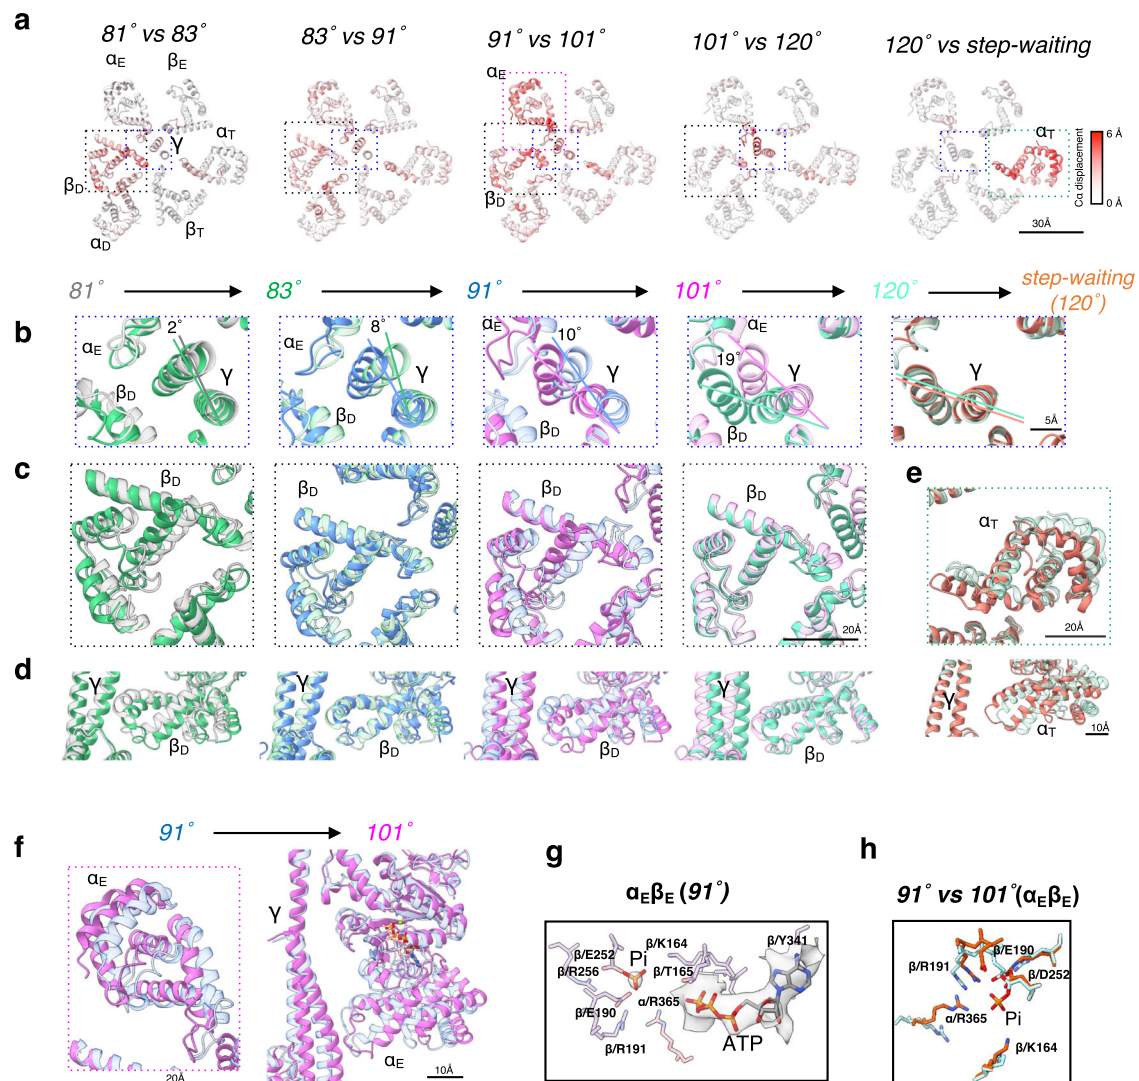 a
81° vs 83°
83° vs 91°
91° vs 101°
101° vs 120°
120° vs step-waiting
αE
βE
αT
γ
βD
αD
βT
αE
βD
αT
6 Å
Cα displacement
0 Å
30Å
81°
83°
91°
101°
120°
step-waiting
(120°)
b
2°
αE
γ
βD
8°
αE
γ
βD
αE
10°
γ
βD
αE
19°
γ
βD
γ
5Å
c
βD
βD
βD
βD
20Å
e
αT
20Å
d
γ
βD
γ
βD
γ
βD
γ
βD
γ
αT
10Å
91°
101°
f
αE
20Å
γ
αE
10Å
g
αEβE (91°)
β/E252
β/K164
β/Y341
Pi
β/R256
β/T165
β/E190
α/R365
β/R191
ATP
h
91° vs 101°(αEβE)
β/E190
β/R191
β/D252
α/R365
Pi
β/K164